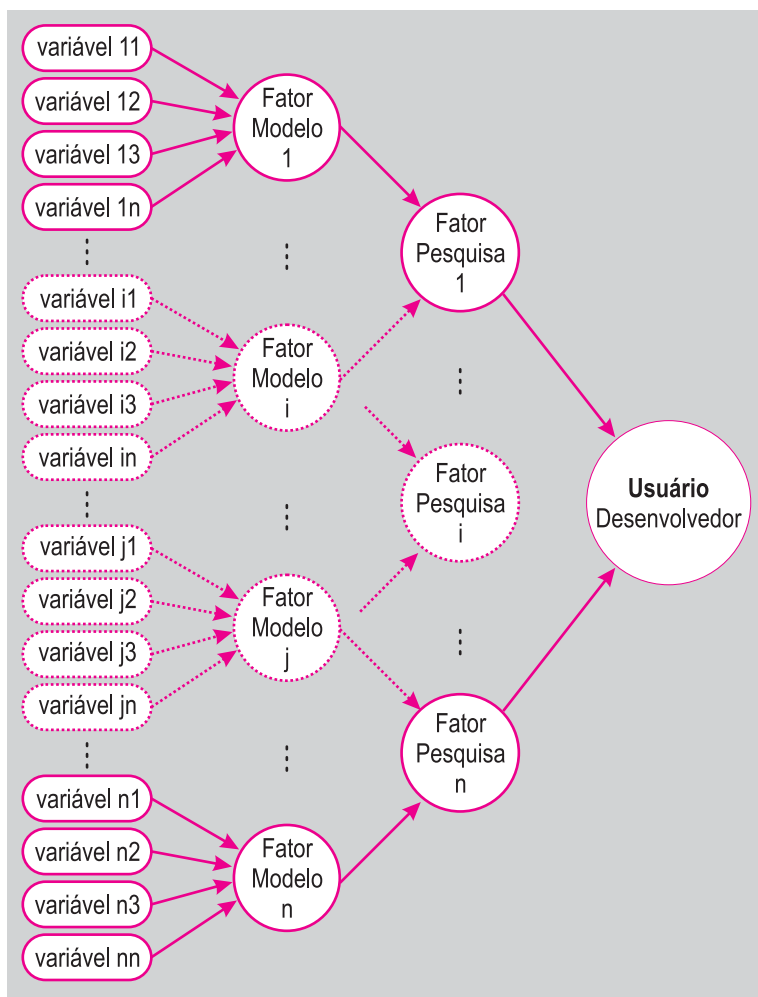 variável 11
variável 12
variável 13
variável 1n
variável i1
variável i2
variável i3
variável in
variável j1
variável j2
variável j3
variável jn
variável n1
variável n2
variável n3
variável nn
Fator
Modelo
1
Fator
Modelo
i
Fator
Modelo
j
Fator
Modelo
n
Fator
Pesquisa
1
Fator
Pesquisa
i
Fator
Pesquisa
n
Usuário
Desenvolvedor